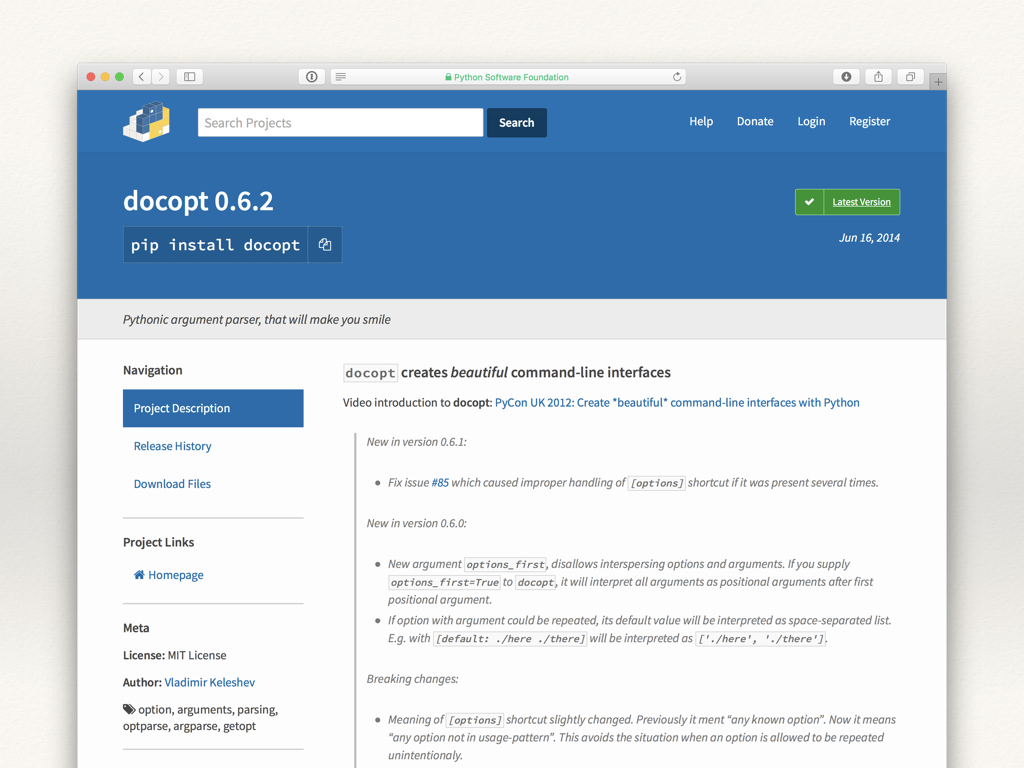 Python Software Foundation
Search Projects
Search
Help
Donate
Login
Register
docopt 0.6.2
Latest Version
pip install docopt
Jun 16, 2014
Pythonic argument parser, that will make you smile
Navigation
Project Description
Release History
Download Files
Project Links
Homepage
Meta
License: MIT License
Author: Vladimir Keleshev
option, arguments, parsing,
optparse, argparse, getopt
docopt creates beautiful command-line interfaces
Video introduction to docopt: PyCon UK 2012: Create *beautiful* command-line interfaces with Python
New in version 0.6.1:
Fix issue #85 which caused improper handling of [options] shortcut if it was present several times.
New in version 0.6.0:
New argument options_first, disallows interspersing options and arguments. If you supply
options_first=True to docopt, it will interpret all arguments as positional arguments after first
positional argument.
If option with argument could be repeated, its default value will be interpreted as space-separated list.
E.g. with [default: ./here ./there] will be interpreted as ['./here', './there'].
Breaking changes:
Meaning of [options] shortcut slightly changed. Previously it ment “any known option”. Now it means
“any option not in usage-pattern”. This avoids the situation when an option is allowed to be repeated
unintentionaly.